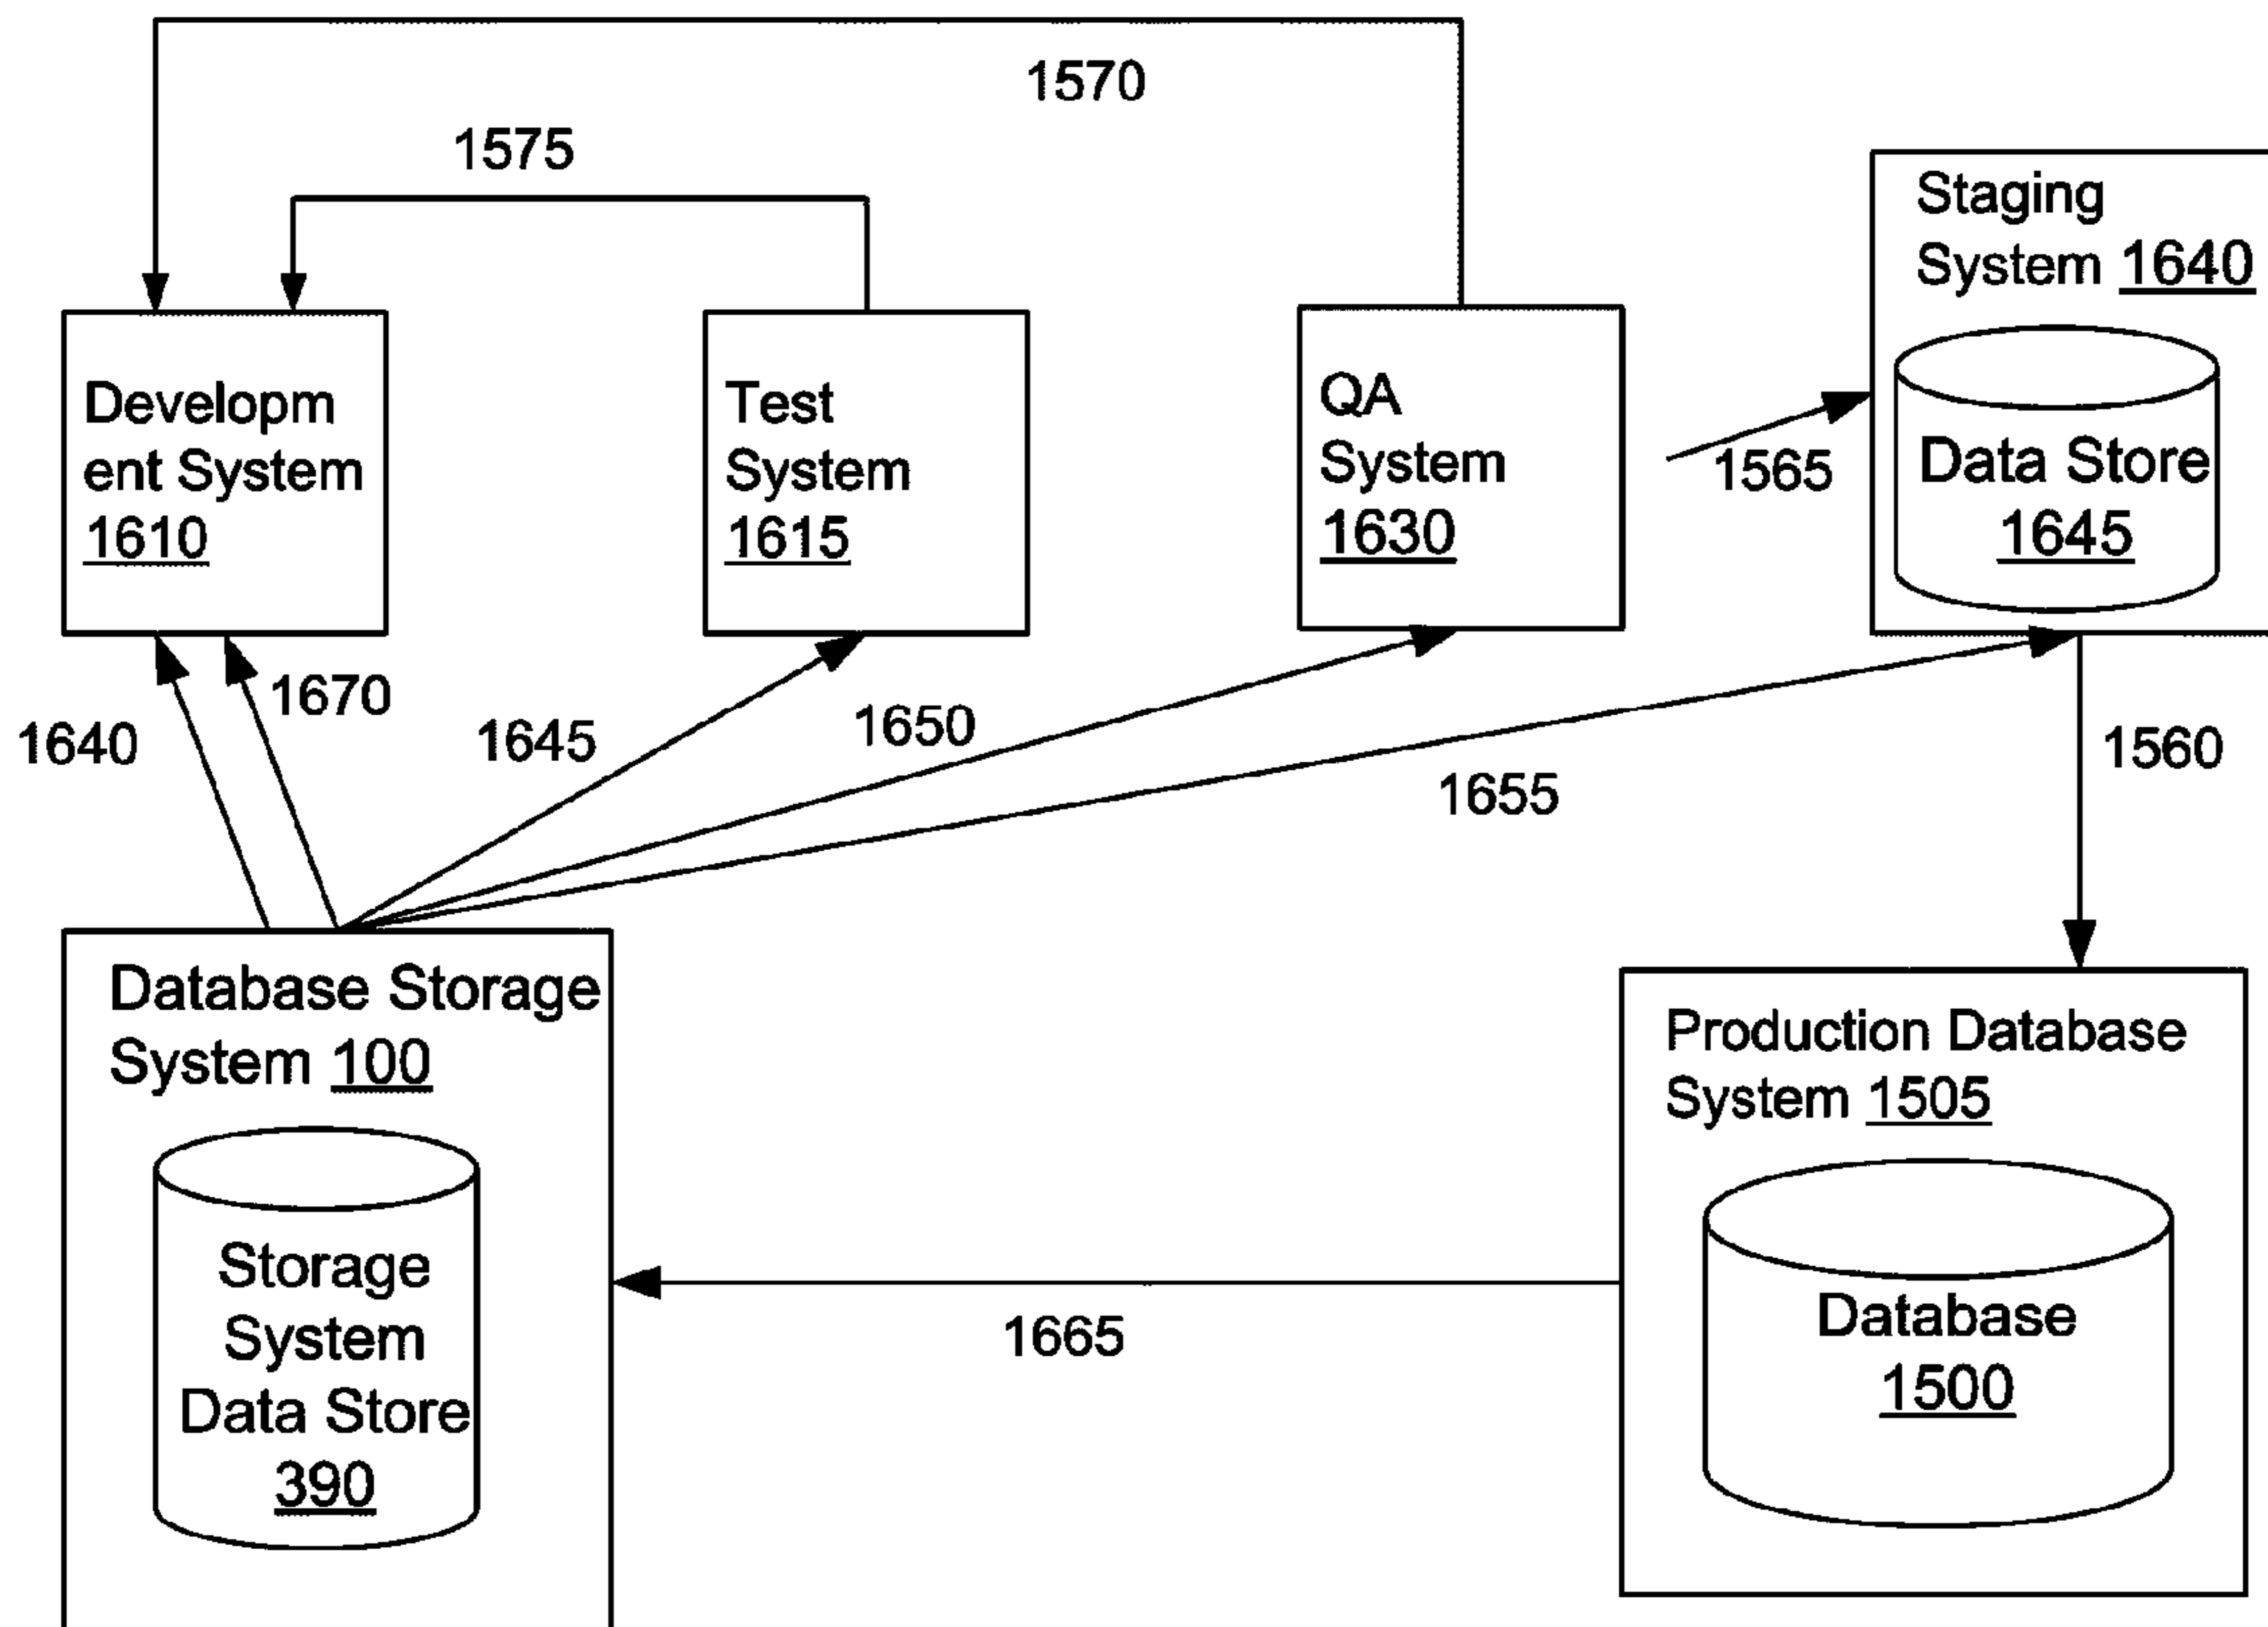 1570
1575
Staging
System 1640
Data Store
1645
1565
Developm
ent System
1610
Test
System
1615
QA
System
1630
1640
1670
1645
1650
1655
1560
Database Storage
System 100
Storage
System
Data Store
390
1665
Production Database
System 1505
Database
1500